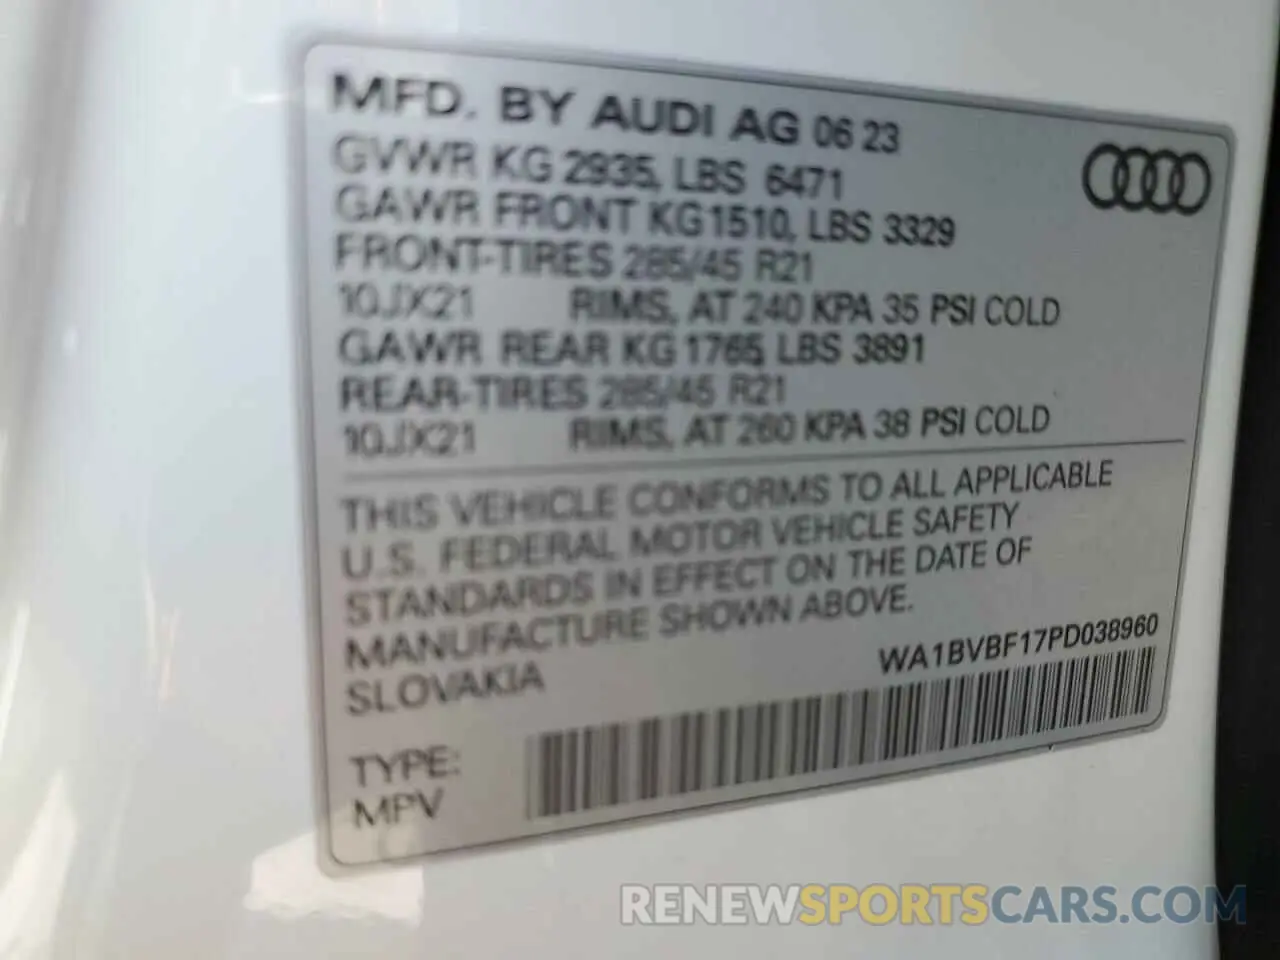 MFD. BY AUDI AG 06 23
GVWR KG 2935, LBS 6471
GAWR FRONT KG1510, LBS 3329
FRONT-TIRES 285/45 R21
10JX21 RIMS, AT 240 KPA 35 PSI COLD
GAWR REAR KG1765, LBS 3891
REAR-TIRES 285/45 R21
10JX21 RIMS, AT 260 KPA 38 PSI COLD
THIS VEHICLE CONFORMS TO ALL APPLICABLE
U.S. FEDERAL MOTOR VEHICLE SAFETY
STANDARDS IN EFFECT ON THE DATE OF
MANUFACTURE SHOWN ABOVE.
SLOVAKIA
WA1BVBF17PD038960
TYPE:
MPV
RENEWSPORTSCARS.COM